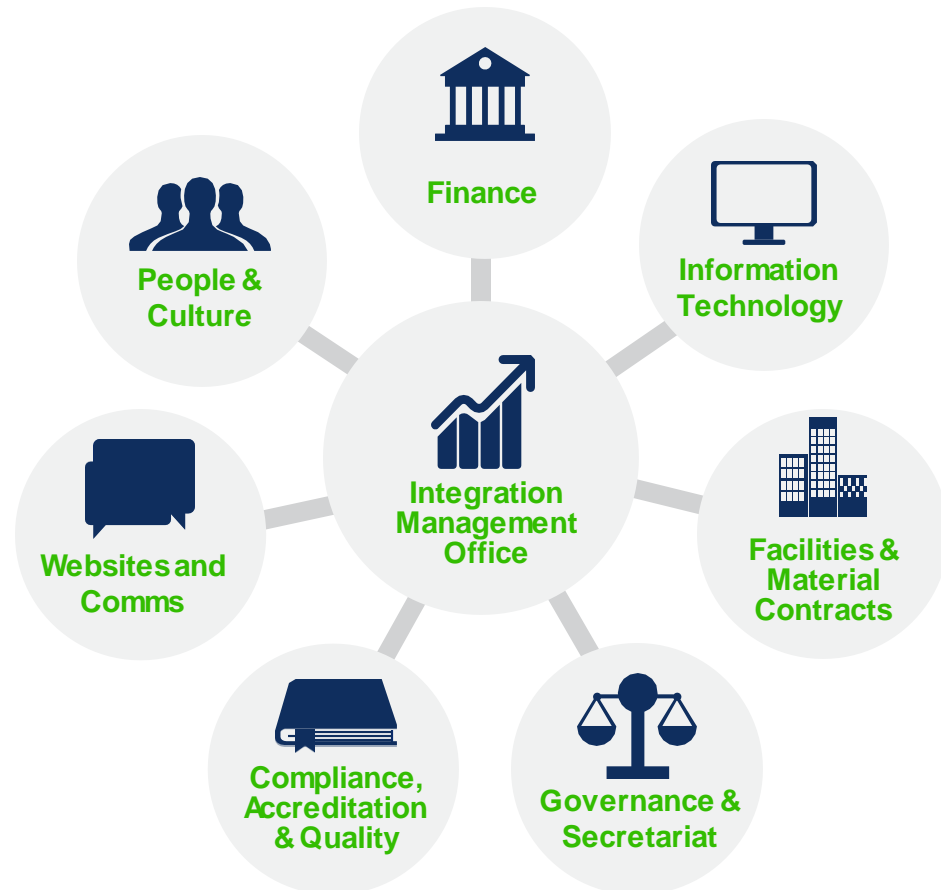 Finance
People &
Culture
Information
Technology
Integration
Management
Office
Websites and
Comms
Facilities &
Material
Contracts
Compliance,
Accreditation
& Quality
Governance &
Secretariat